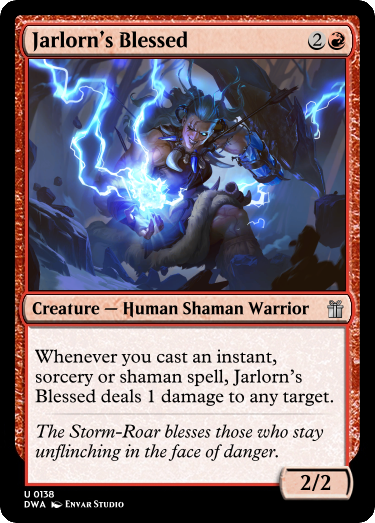 Jarlorn's Blessed 2
Creature — Human Shaman Warrior
Whenever you cast an instant,
sorcery or shaman spell, Jarlorn's
Blessed deals 1 damage to any target.
The Storm-Roar blesses those who stay
unflinching in the face of danger.
2/2
U 0138
DWA Envar Studio